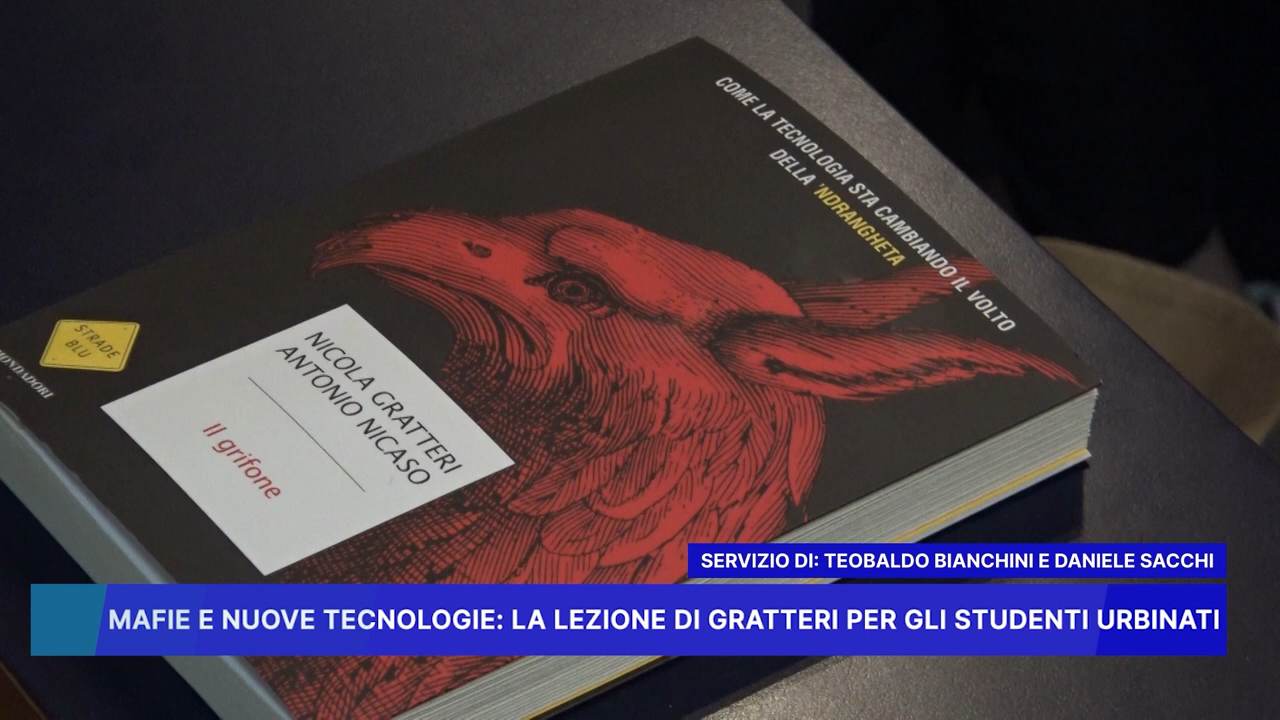 COME LA TECNOLOGIA STA CAMBIANDO IL VOLTO
DELLA 'NDRANGHETA
STRADE
BLU
MONDADORI
NICOLA GRATTERI
ANTONIO NICASO
Il grifone
SERVIZIO DI: TEOBALDO BIANCHINI E DANIELE SACCHI
MAFIE E NUOVE TECNOLOGIE: LA LEZIONE DI GRATTERI PER GLI STUDENTI URBINATI